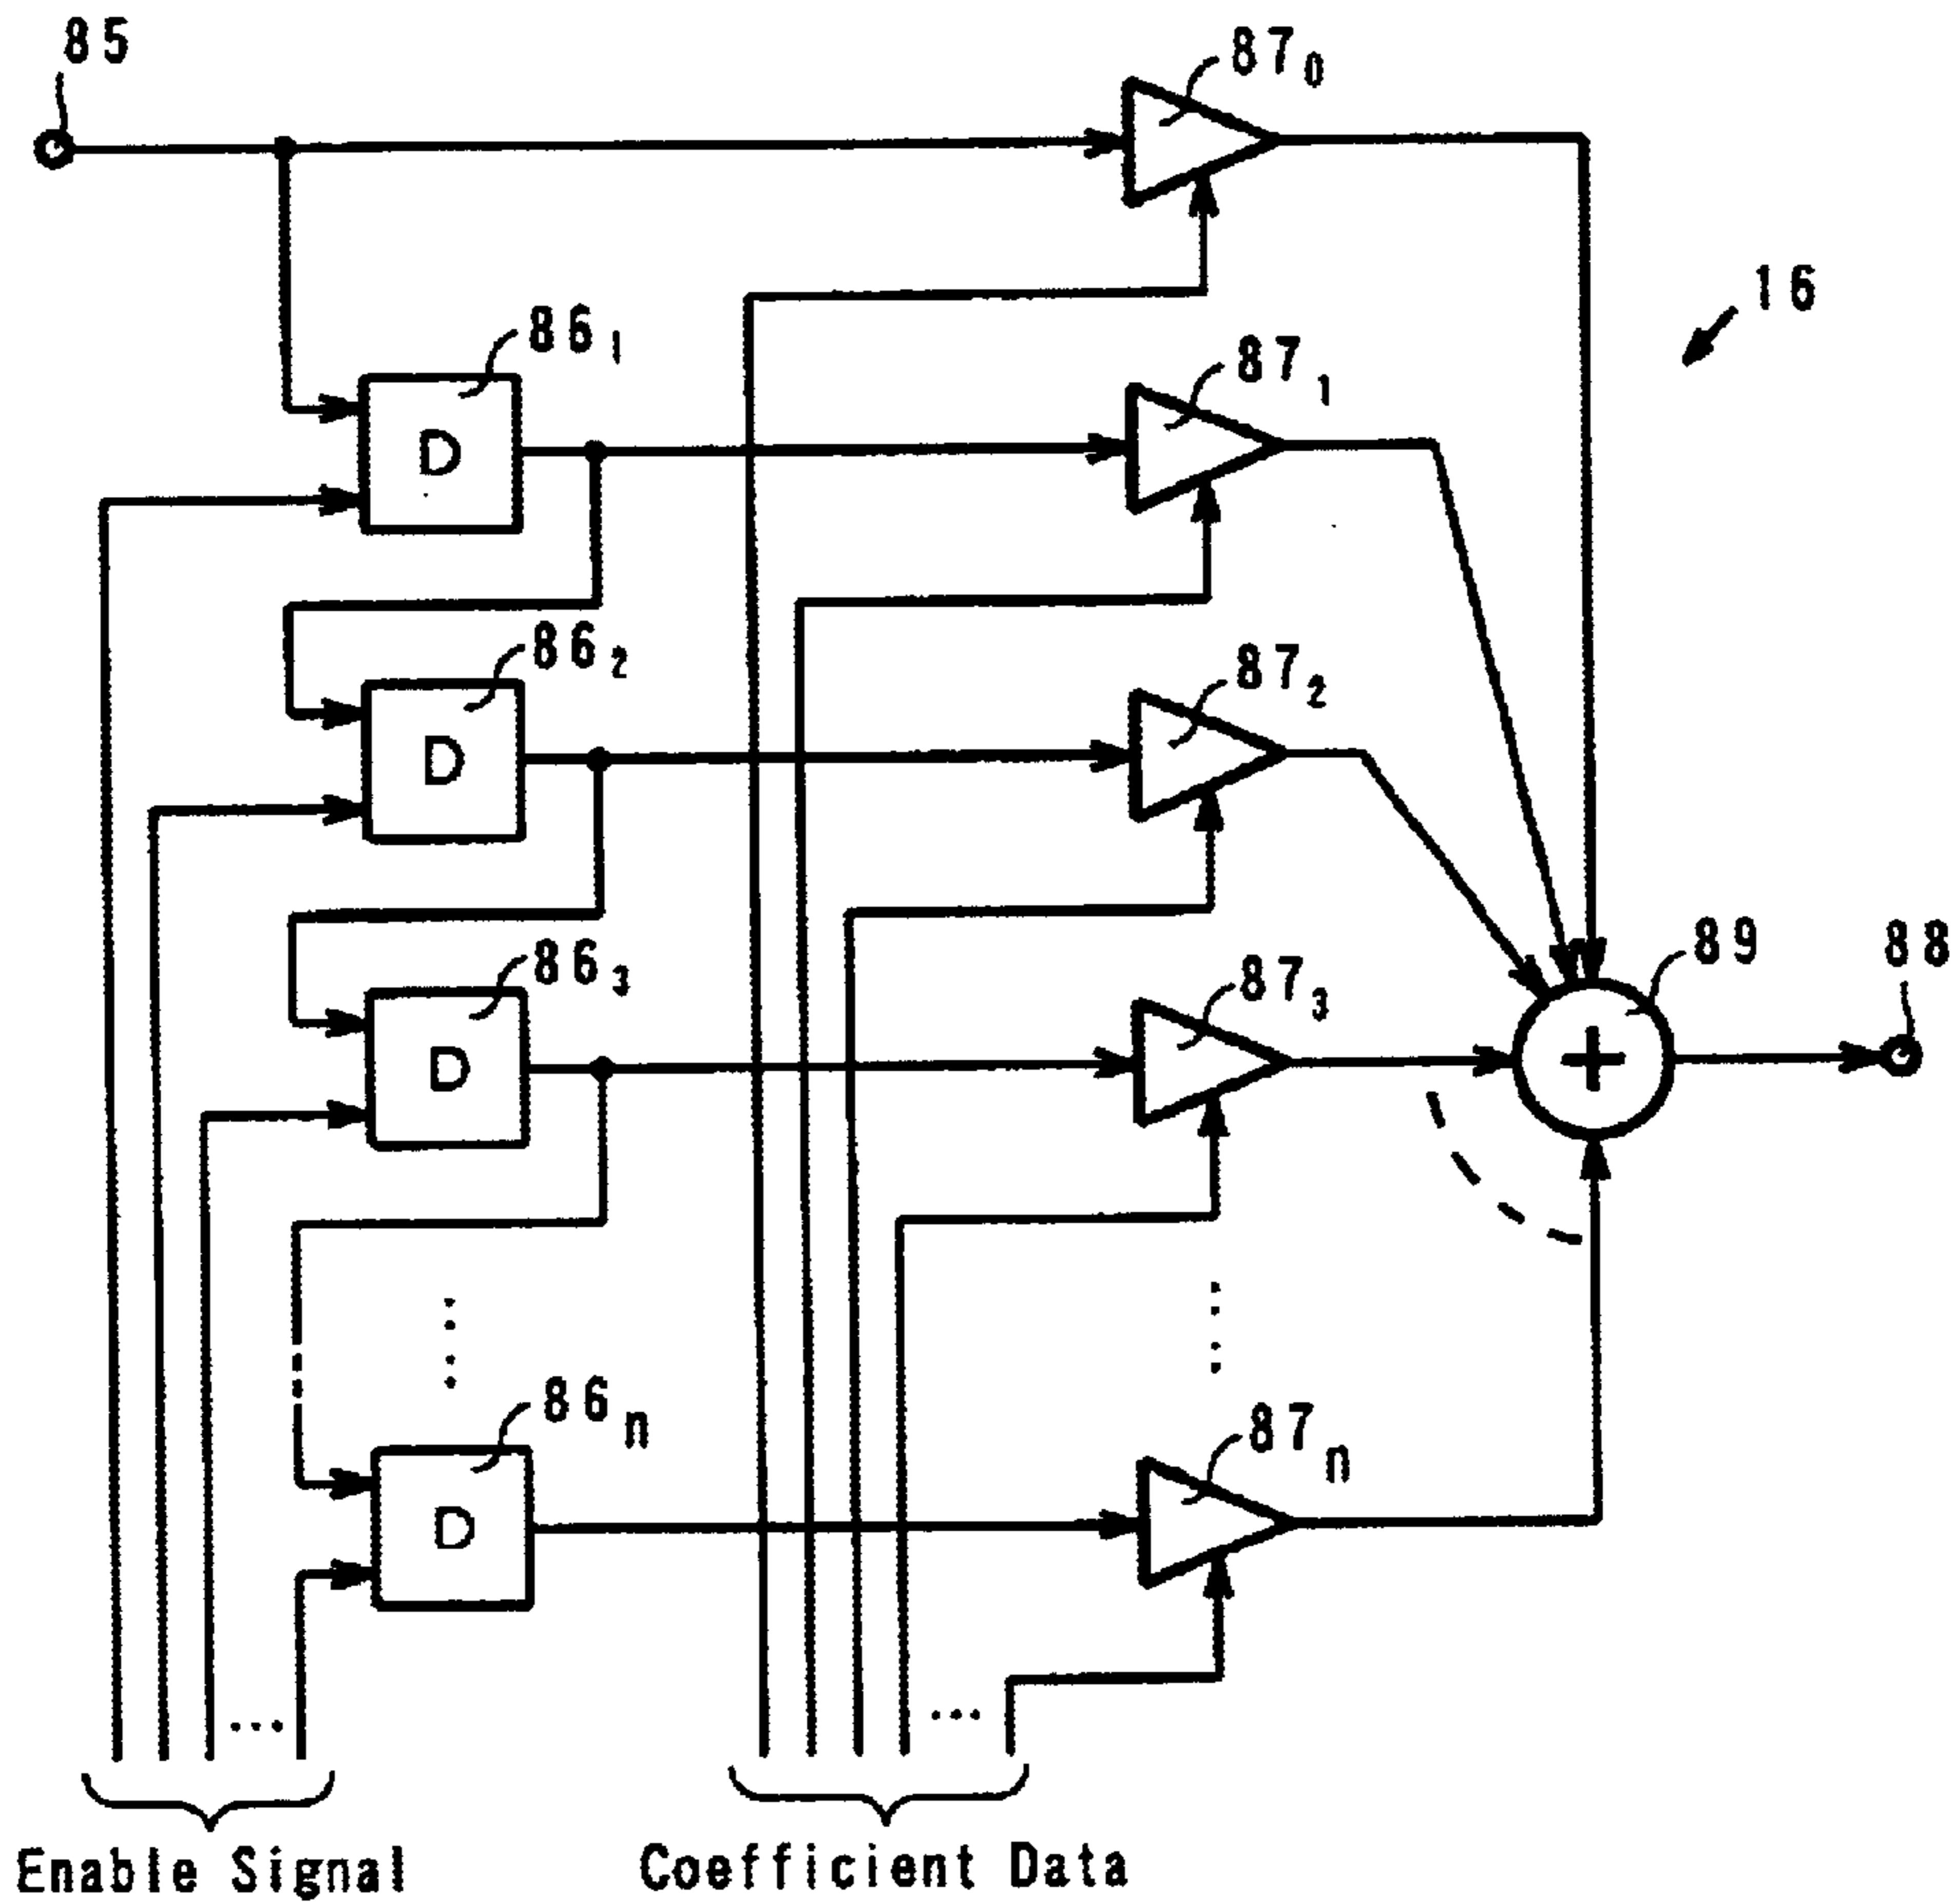 85
87₀
16
86₁
87₁
D
86₂
87₂
D
86₃
87₃
89
88
D
+
86ₙ
87ₙ
D
Enable Signal
Coefficient Data